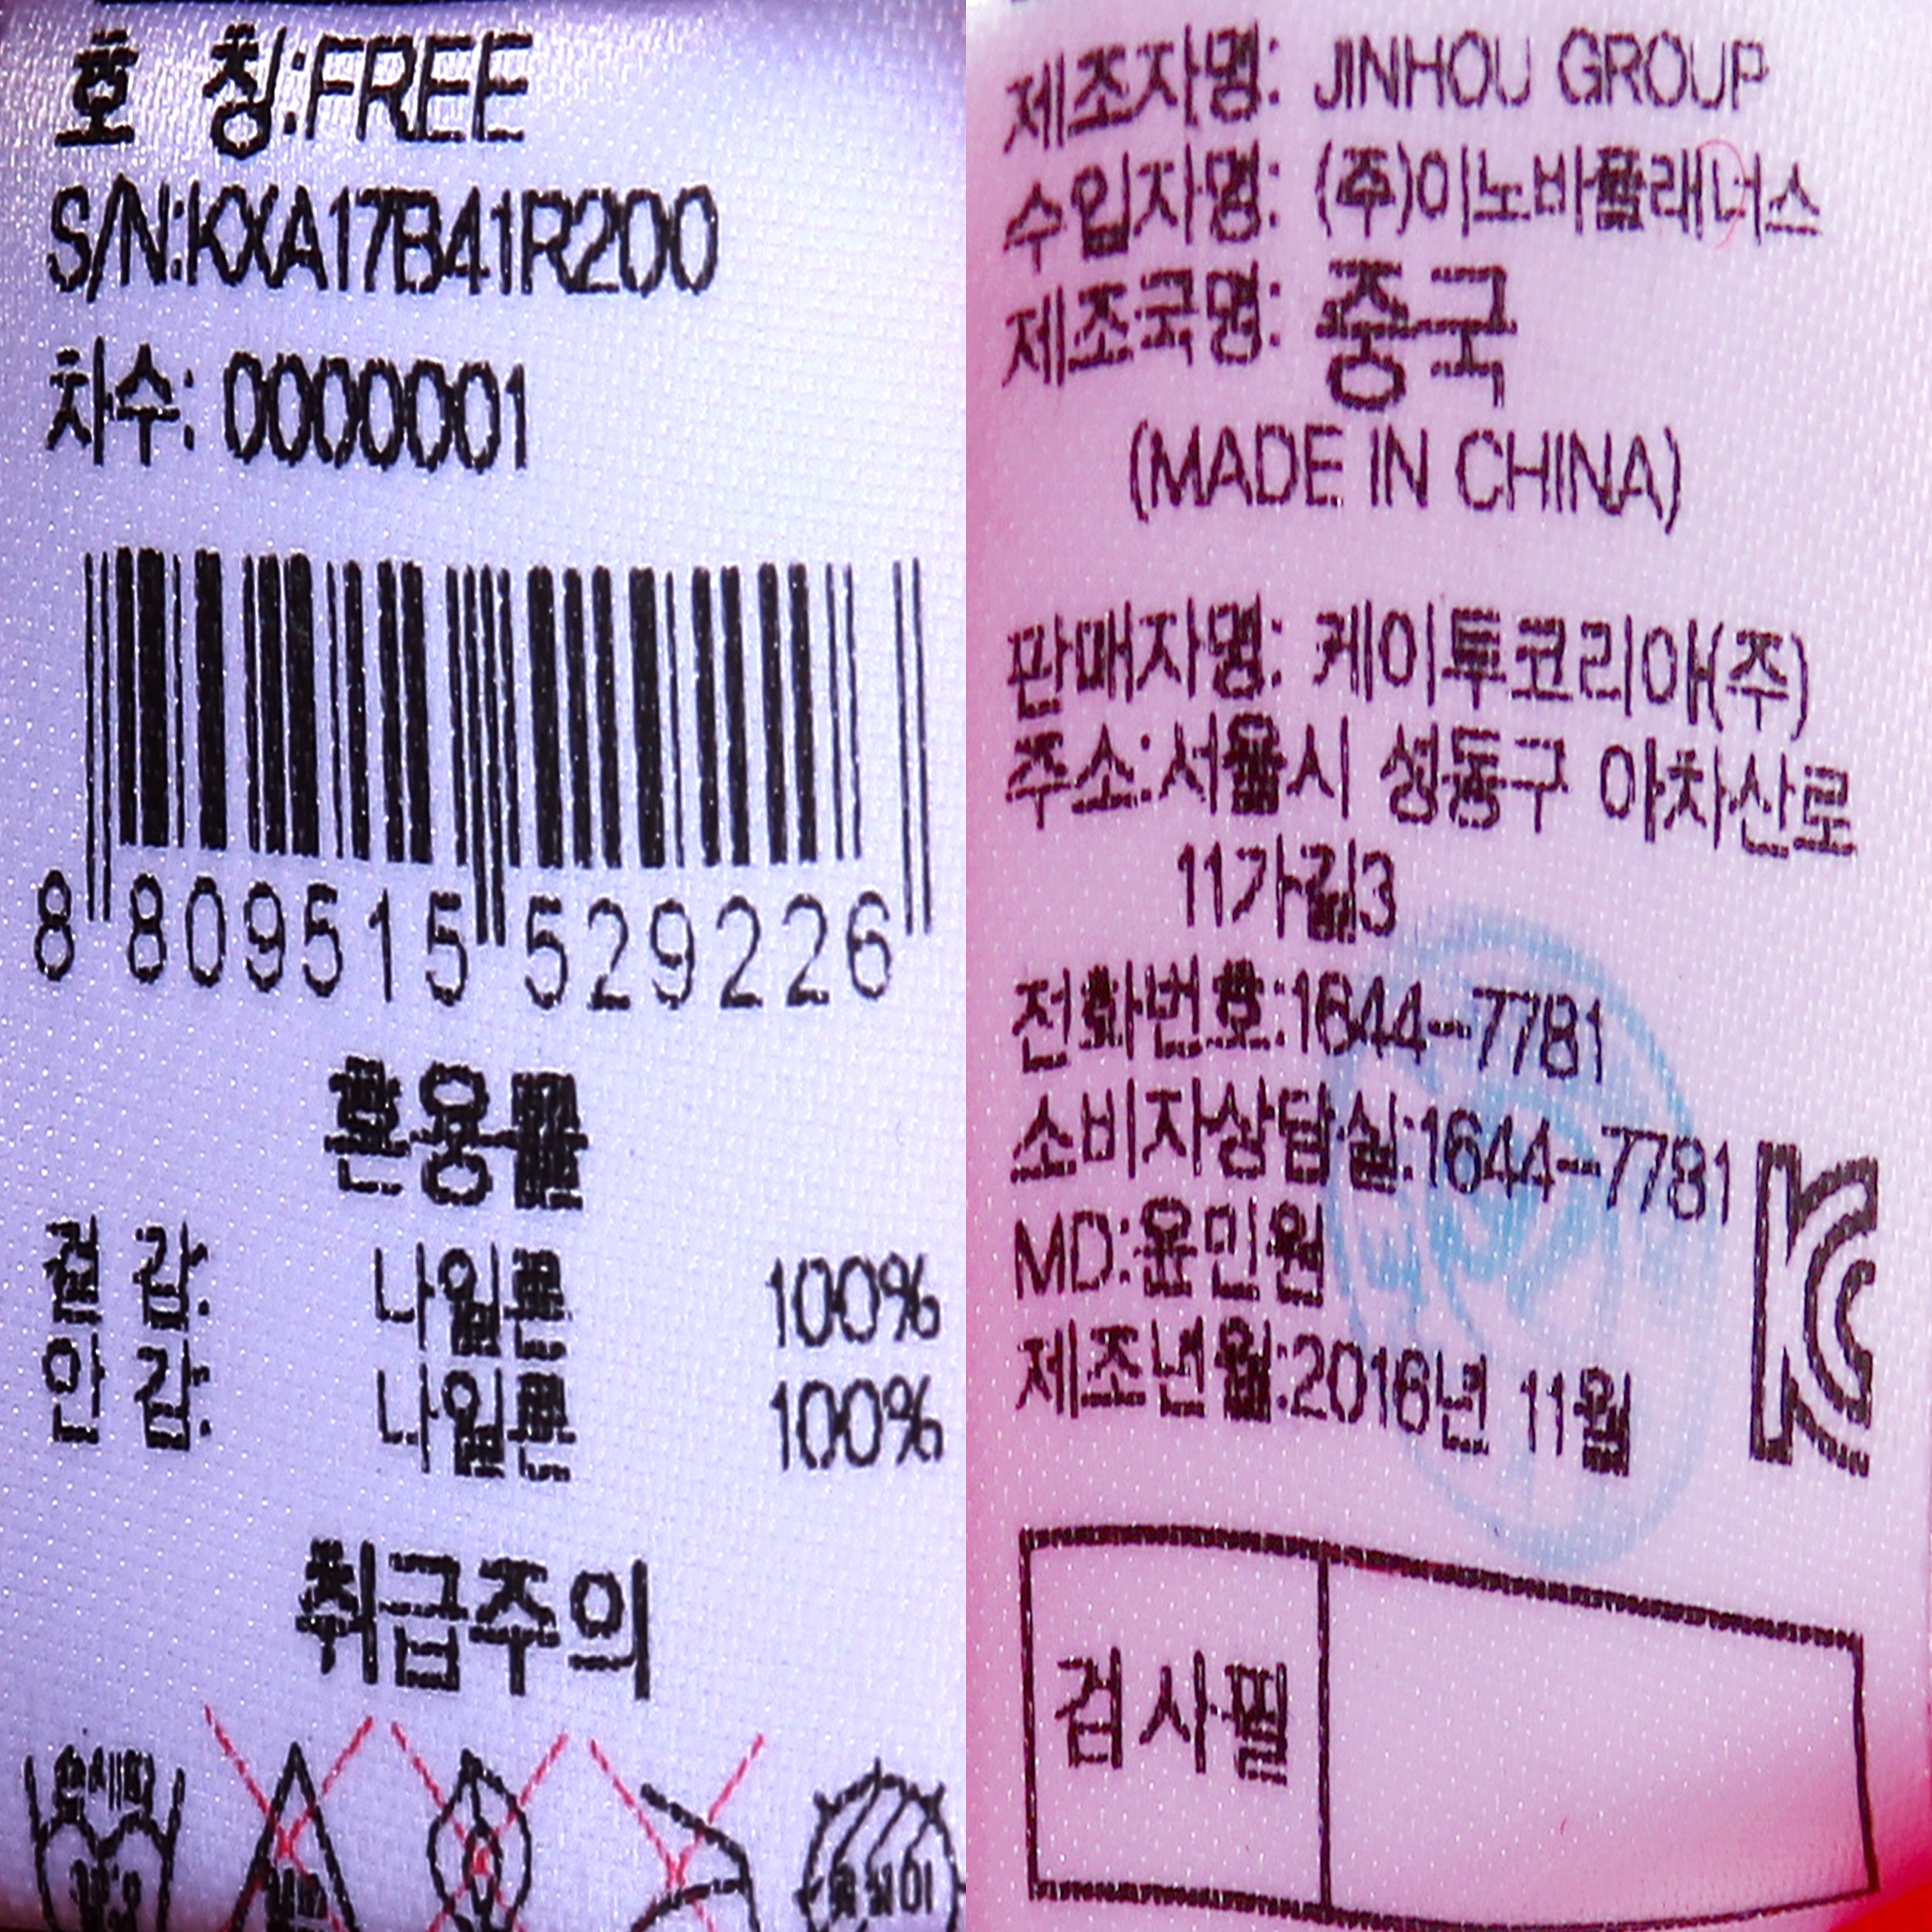 호 칭:FREE
S/N:KXA17B41R200
차수: 0000001
8 809515 529226
혼용률
겉 감: 나일론 100%
안 감: 나일론 100%
취급주의
손세탁
제조자명: JINHOU GROUP
수입자명: (주)이노바플래너스
제조국명: 중국
(MADE IN CHINA)
판매자명: 케이투코리아(주)
주소:서울시 성동구 아차산로
11가길3
전화번호:1644-7781
소비자상담실:1644-7781
MD:윤민원
제조년월:2016년 11월
검사필